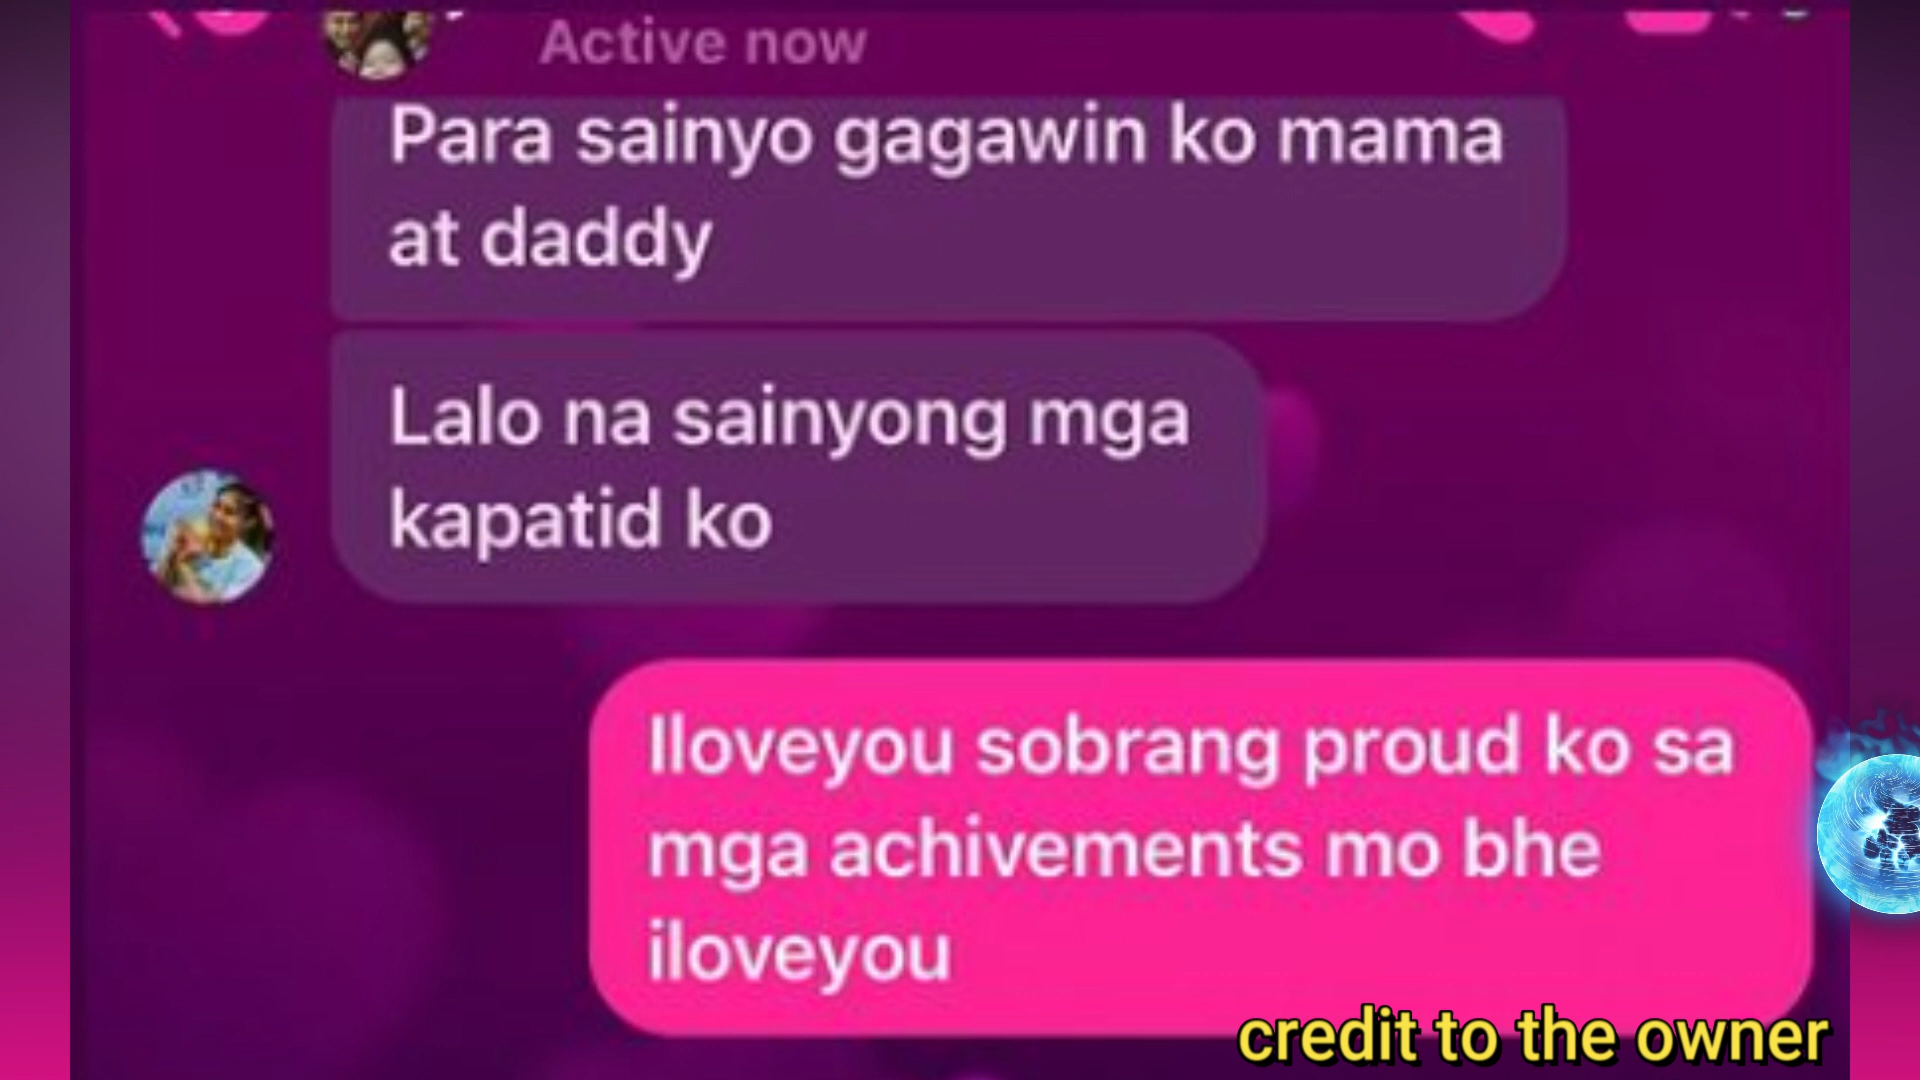 Active now
Para sainyo gagawin ko mama
at daddy
Lalo na sainyong mga
kapatid ko
Iloveyou sobrang proud ko sa
mga achivements mo bhe
iloveyou
credit to the owner